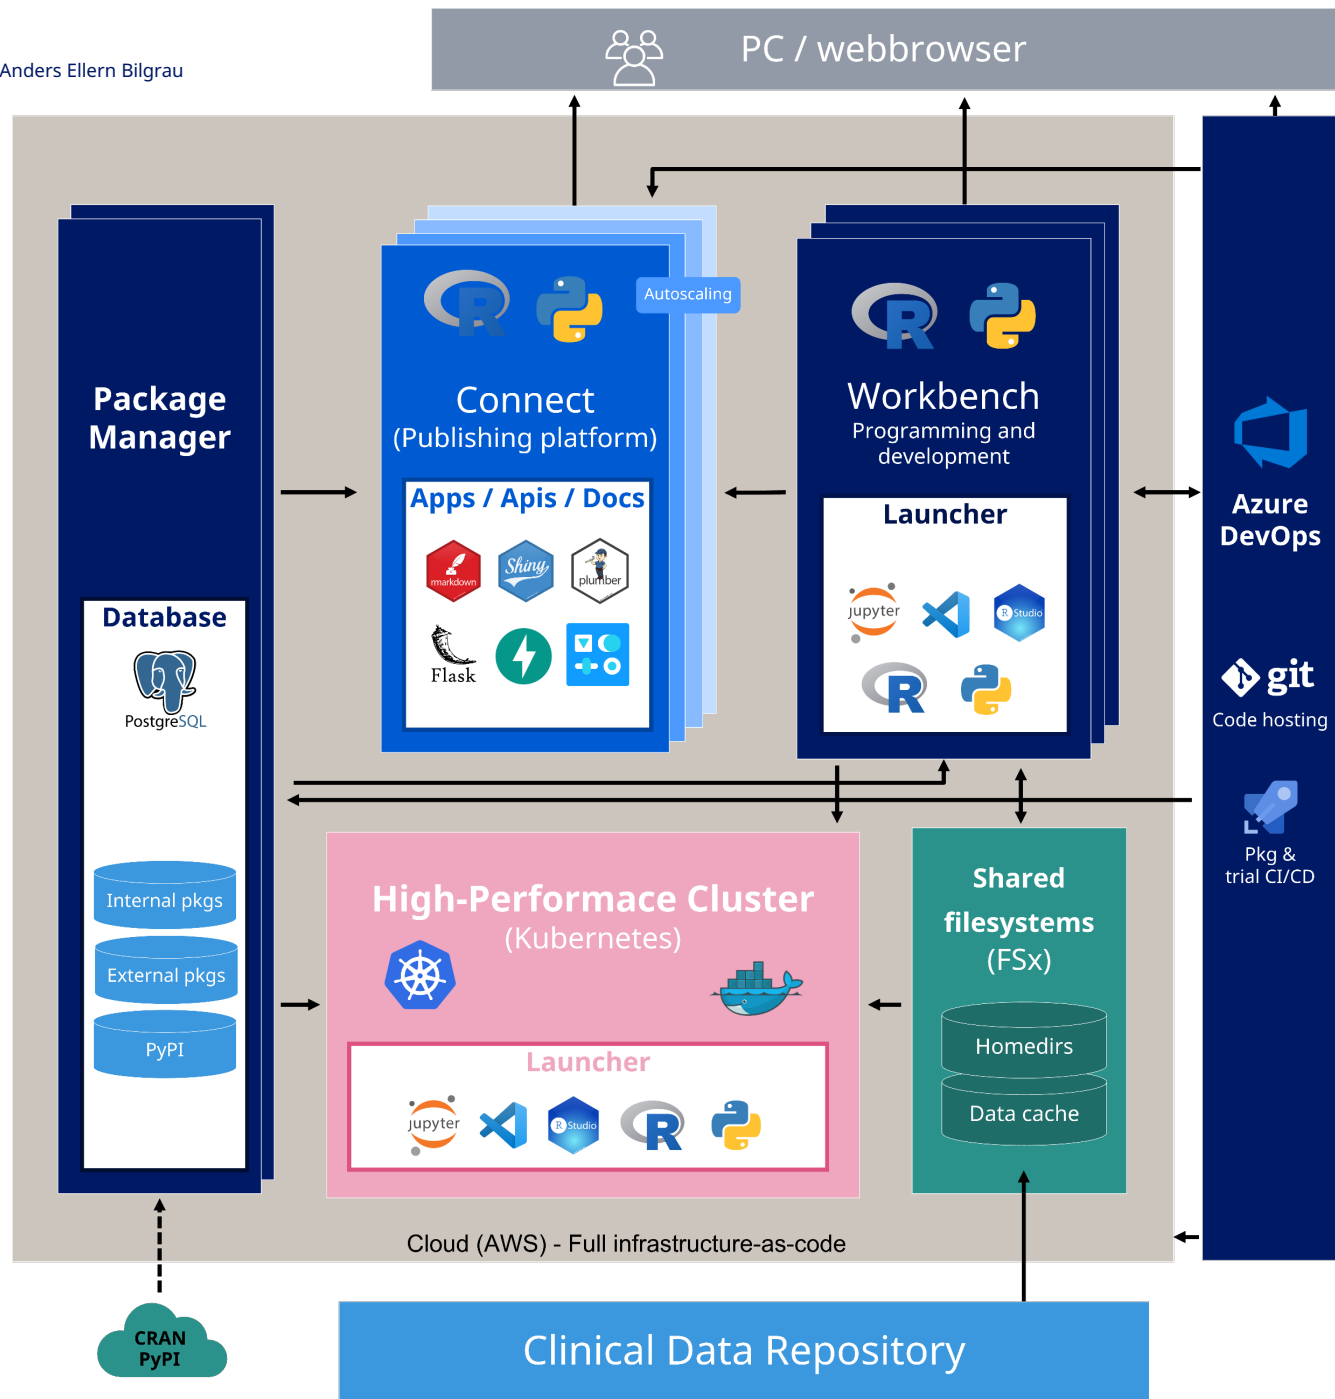 PC / webbrowser
Anders Ellern Bilgrau
Package
Manager
Database
PostgreSQL
Internal pkgs
External pkgs
PyPI
R
Autoscaling
Connect
(Publishing platform)
Apps / Apis / Docs
rmarkdown
Shiny
plumber
Flask
R
Workbench
Programming and
development
Launcher
jupyter
R Studio
R
Azure
DevOps
git
Code hosting
Pkg &
trial CI/CD
High-Performace Cluster
(Kubernetes)
Launcher
jupyter
R Studio
R
Shared
filesystems
(FSx)
Homedirs
Data cache
Cloud (AWS) - Full infrastructure-as-code
CRAN
PyPI
Clinical Data Repository